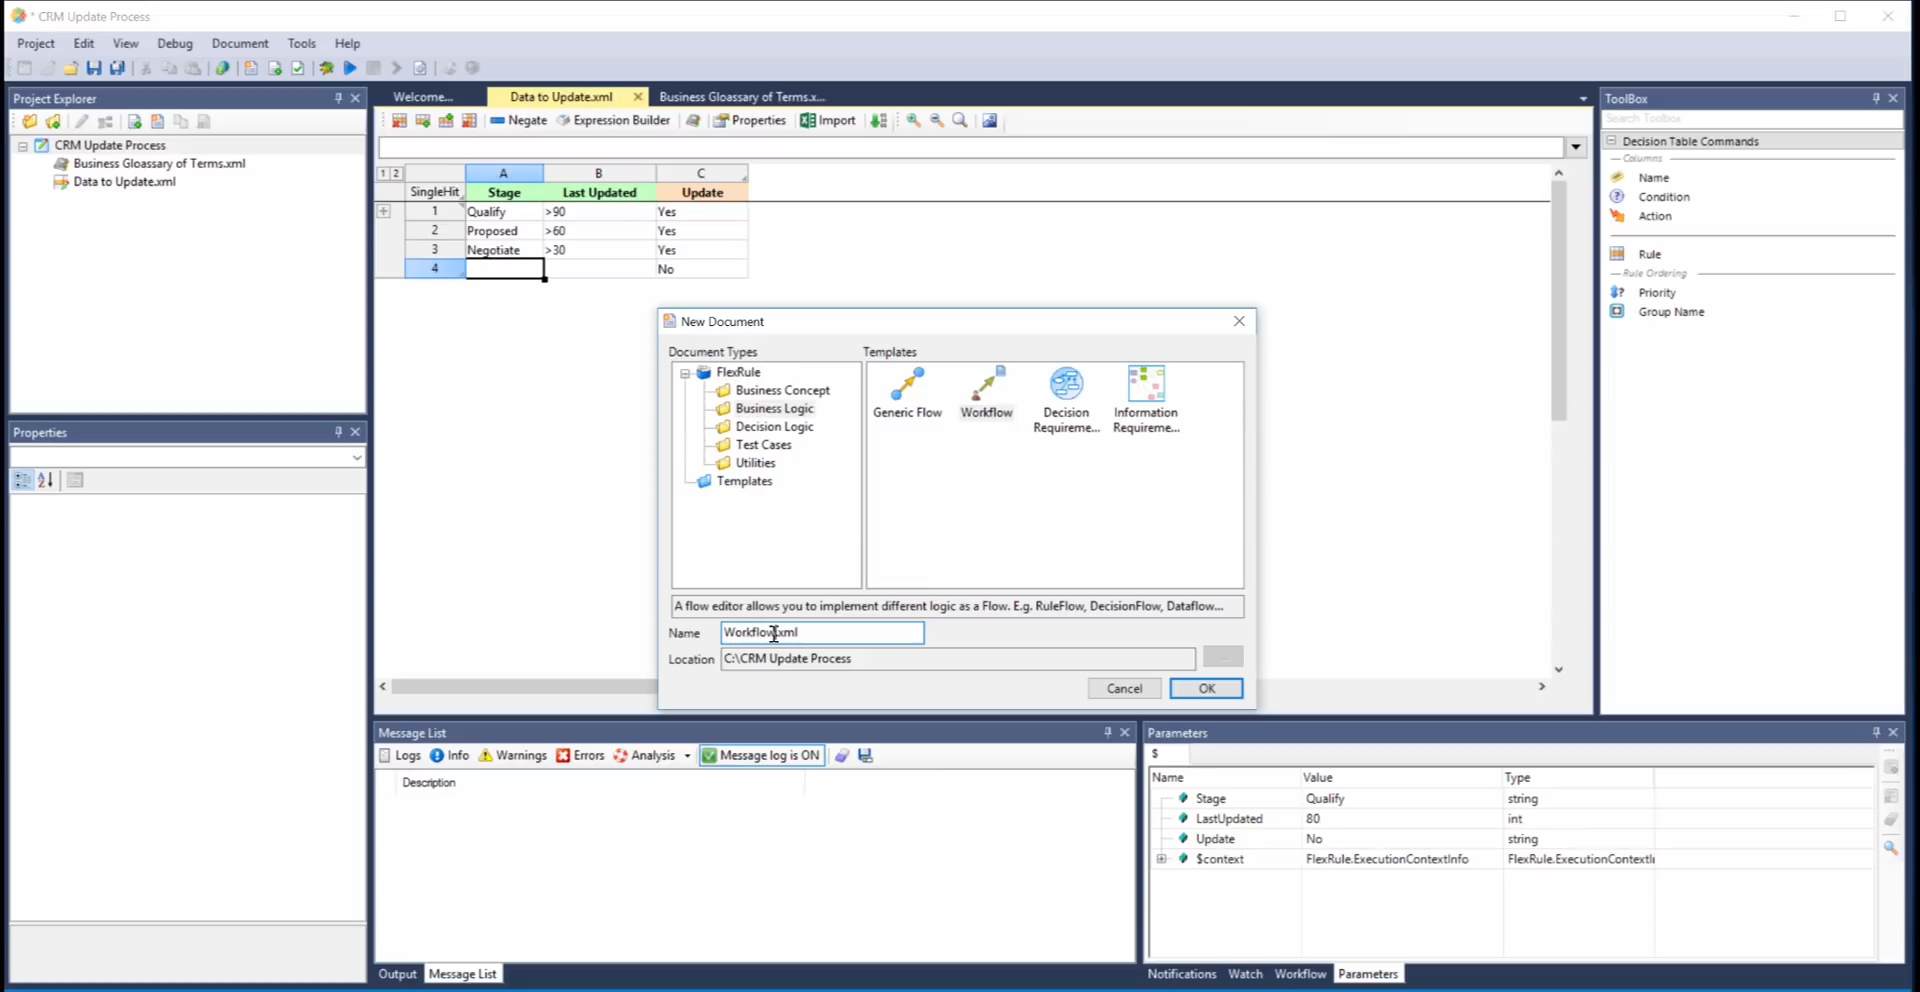 * CRM Update Process
Project Edit View Debug Document Tools Help
Project Explorer
CRM Update Process
Business Gloassary of Terms.xml
Data to Update.xml
Properties
Welcome... Data to Update.xml Business Gloassary of Terms.x...
Negate Expression Builder Properties Import
1 2 A B C
SingleHit Stage Last Updated Update
1 Qualify >90 Yes
2 Proposed >60 Yes
3 Negotiate >30 Yes
4 No
New Document
Document Types Templates
FlexRule
Business Concept
Business Logic
Decision Logic
Test Cases
Utilities
Templates
Generic Flow
Workflow
Decision
Requireme...
Information
Requireme...
A flow editor allows you to implement different logic as a Flow. E.g. RuleFlow, DecisionFlow, Dataflow...
Name Workflow.xml
Location C:\CRM Update Process
Cancel OK
ToolBox
Search Toolbox
Decision Table Commands
Columns
Name
Condition
Action
Rule
Rule Ordering
Priority
Group Name
Message List
Logs Info Warnings Errors Analysis Message log is ON
Description
Output Message List
Parameters
$
Name Value Type
Stage Qualify string
LastUpdated 80 int
Update No string
$context FlexRule.ExecutionContextInfo FlexRule.ExecutionContextI
Notifications Watch Workflow Parameters